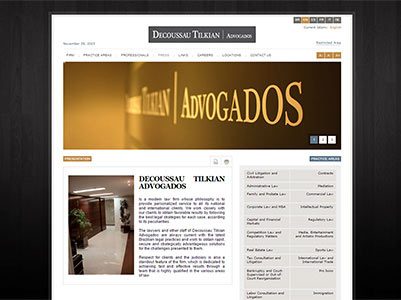 DECOUSSAU TILKIAN | ADVOGADOS
BR EN ES FR IT DE
Current Idiom: English
November 05, 2010
Restricted Area
FIRM PRACTICE AREAS PROFESSIONALS PRESS LINKS CAREERS LOCATIONS CONTACT US
TILKIAN | ADVOGADOS
1 2 3
PRESENTATION
PRACTICE AREAS
DECOUSSAU TILKIAN
ADVOGADOS
Is a modern law firm whose philosophy is to
provide personalized service to all its national
and international clients. We work closely with
our clients to obtain favorable results by following
the best legal strategies for each case, according
to its peculiarities.
The lawyers and other staff of Decoussau Tilkian
Advogados are always current with the latest
Brazilian legal practices and wish to obtain rapid,
secure and strategically advantageous solutions
for the challenges presented to them.
Respect for clients and the judiciary is also a
standout feature of the firm, which is dedicated to
achieving fast and effective results through a
team that is highly qualified in the various areas
of law.
Civil Litigation and Arbitration
Contracts
Administrative Law
Mediation
Family and Probate Law
Commercial Law
Corporate Law and M&A
Intellectual Property
Capital and Financial Markets
Regulatory Law
Competition Law and Regulatory Matters
Media, Entertainment and Artistic Productions
Real Estate
Sports Law
Tax Consultation and Litigation
International Law and International Trade
Bankruptcy and Court-Supervised or Out-of-Court Reorganization
Pro bono
Labor Consultation and Litigation
Immigration